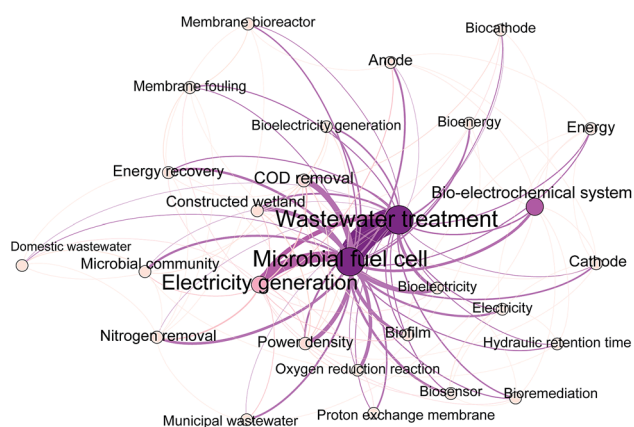 Membrane bioreactor
Biocathode
Anode
Membrane fouling
Bioelectricity generation
Bioenergy
Energy
Energy recovery
COD removal
Bio-electrochemical system
Constructed wetland
Wastewater treatment
Domestic wastewater
Microbial community
Microbial fuel cell
Cathode
Electricity generation
Bioelectricity
Electricity
Nitrogen removal
Power density
Biofilm
Hydraulic retention time
Oxygen reduction reaction
Biosensor
Bioremediation
Municipal wastewater
Proton exchange membrane